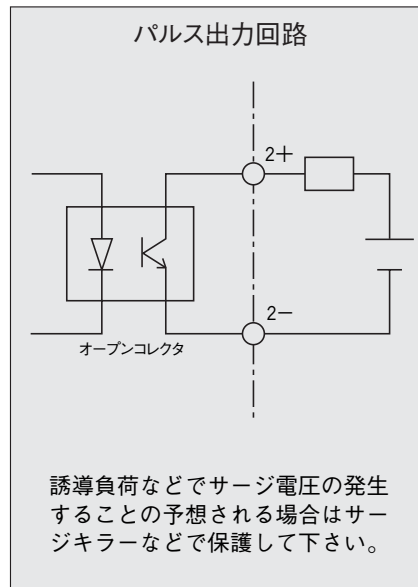 パルス出力回路
2+
2−
オープンコレクタ
誘導負荷などでサージ電圧の発生
することの予想される場合はサー
ジキラーなどで保護して下さい。